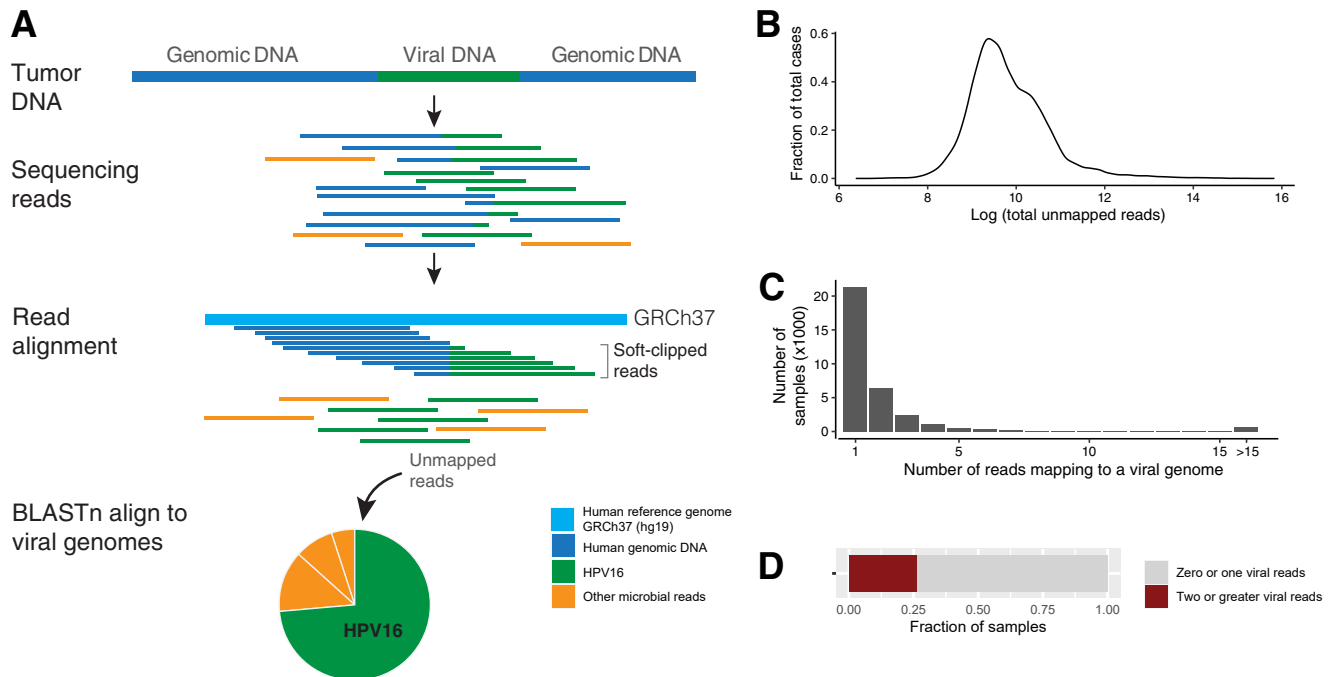 A
Genomic DNA
Viral DNA
Genomic DNA
Tumor
DNA
Sequencing
reads
Read
alignment
GRCh37
Soft-clipped
reads
Unmapped
reads
BLASTn align to
viral genomes
HPV16
Human reference genome
GRCh37 (hg19)
Human genomic DNA
HPV16
Other microbial reads
B
Fraction of total cases
0.6
0.4
0.2
0.0
6 8 10 12 14 16
Log (total unmapped reads)
C
Number of
samples (x1000)
20
15
10
5
0
1 5 10 15 >15
Number of reads mapping to a viral genome
D
0.00 0.25 0.50 0.75 1.00
Fraction of samples
Zero or one viral reads
Two or greater viral reads